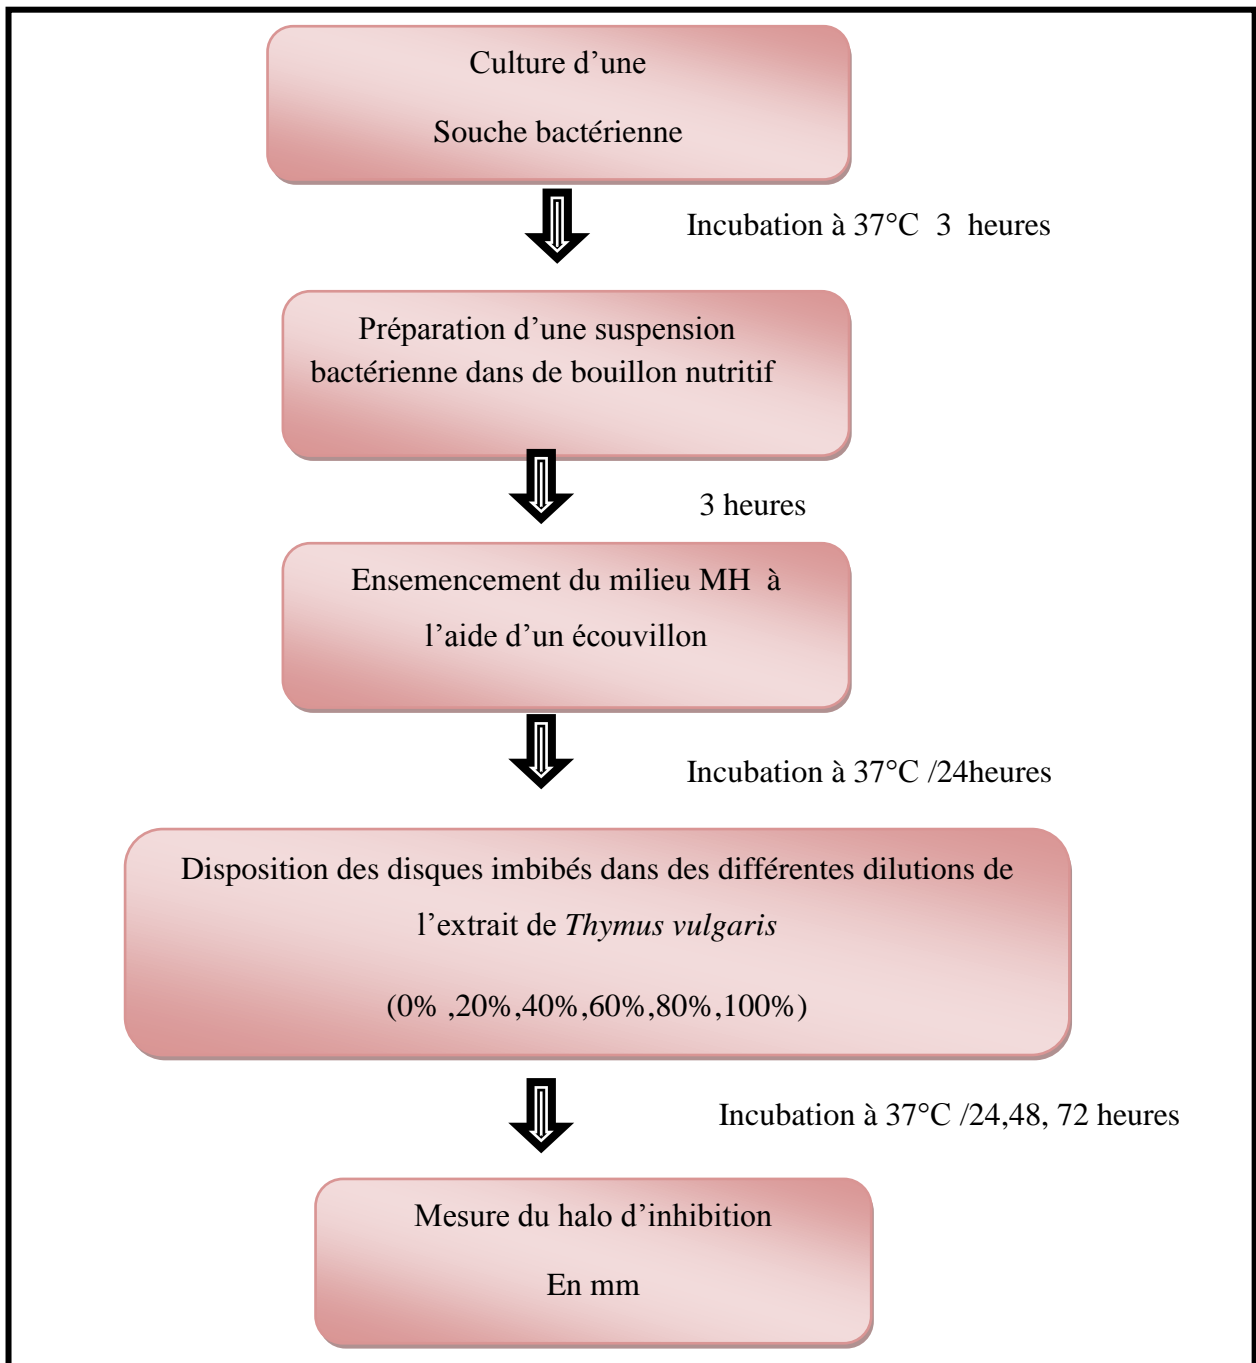 Culture d’une
Souche bactérienne
Incubation à 37°C 3 heures
Préparation d’une suspension
bactérienne dans de bouillon nutritif
3 heures
Ensemencement du milieu MH à
l’aide d’un écouvillon
Incubation à 37°C /24heures
Disposition des disques imbibés dans des différentes dilutions de
l’extrait de Thymus vulgaris
(0% ,20%,40%,60%,80%,100%)
Incubation à 37°C /24,48, 72 heures
Mesure du halo d’inhibition
En mm